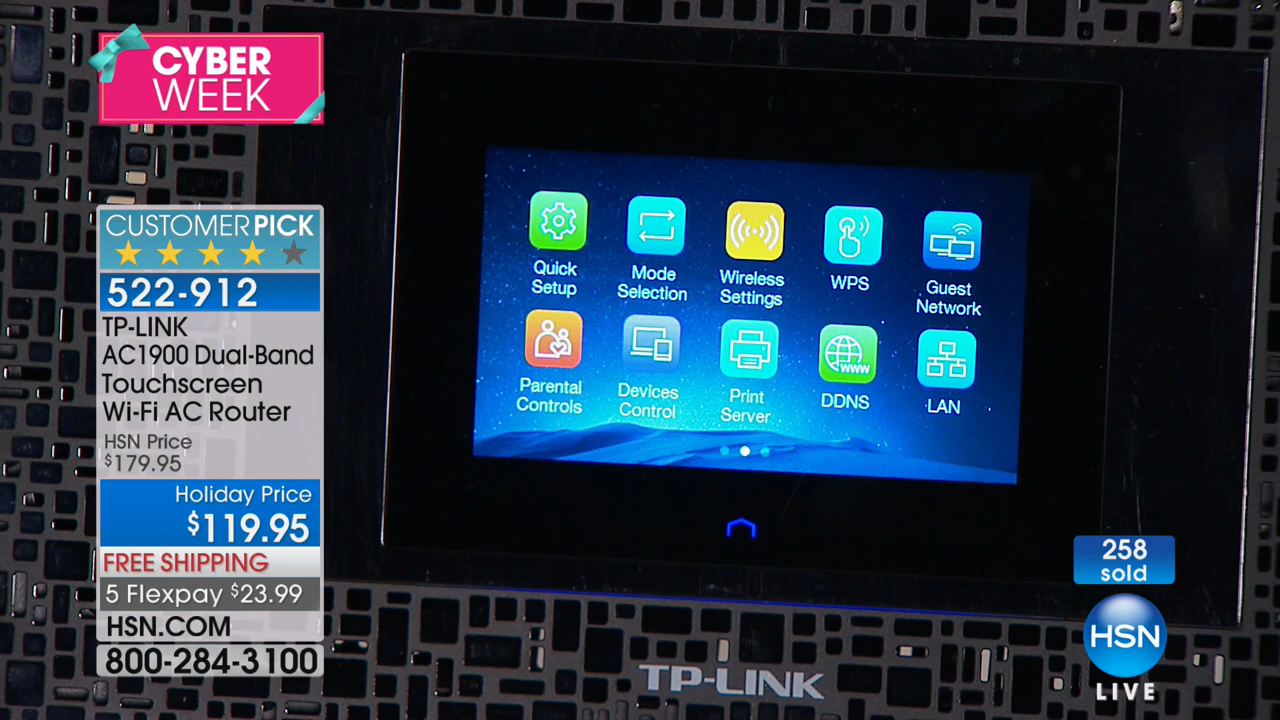 CYBER
WEEK
CUSTOMER PICK
522-912
TP-LINK
AC1900 Dual-Band
Touchscreen
Wi-Fi AC Router
HSN Price
$179.95
Holiday Price
$119.95
FREE SHIPPING
5 Flexpay $23.99
HSN.COM
800-284-3100
Quick
Setup
Mode
Selection
Wireless
Settings
WPS
Guest
Network
Parental
Controls
Devices
Control
Print
Server
www
DDNS
LAN
TP-LINK
258
sold
HSN
LIVE